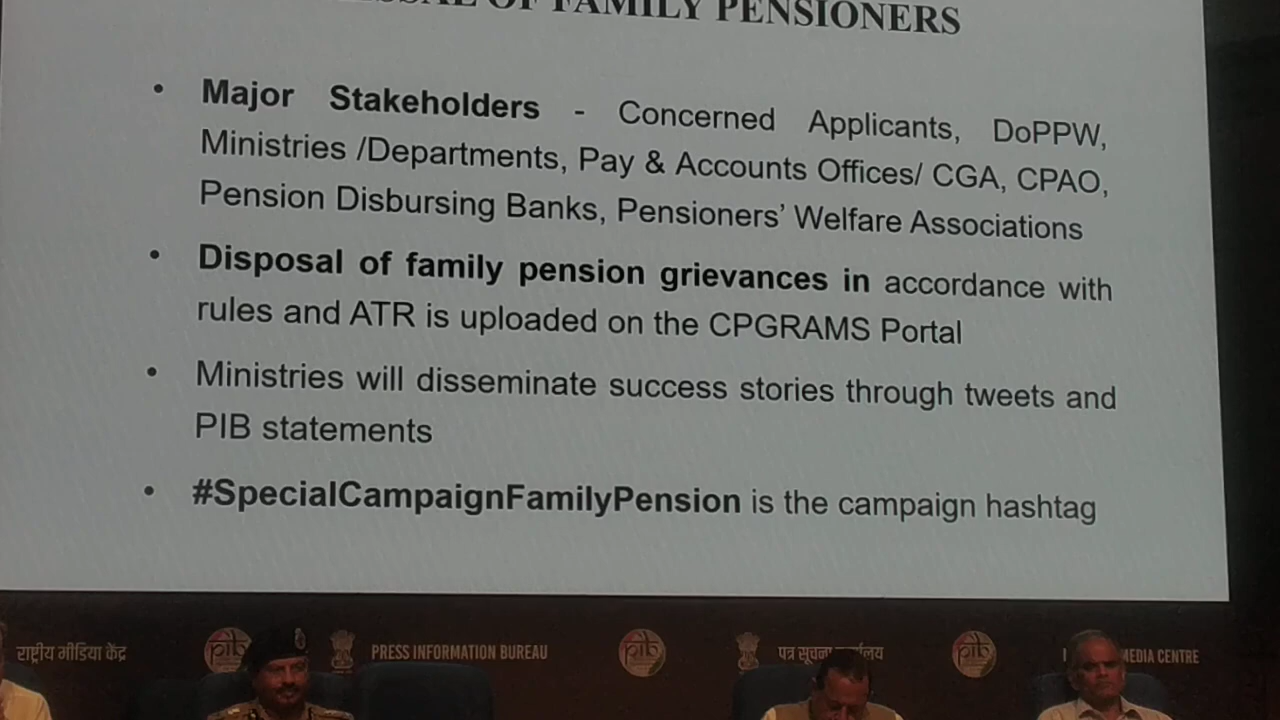 OF FAMILY PENSIONERS
• Major Stakeholders - Concerned Applicants, DoPPW,
Ministries /Departments, Pay & Accounts Offices/ CGA, CPAO,
Pension Disbursing Banks, Pensioners' Welfare Associations
• Disposal of family pension grievances in accordance with
rules and ATR is uploaded on the CPGRAMS Portal
• Ministries will disseminate success stories through tweets and
PIB statements
• #SpecialCampaignFamilyPension is the campaign hashtag
राष्ट्रीय मीडिया केंद्र
pib
PRESS INFORMATION BUREAU
pib
पत्र सूचना
pib
MEDIA CENTRE